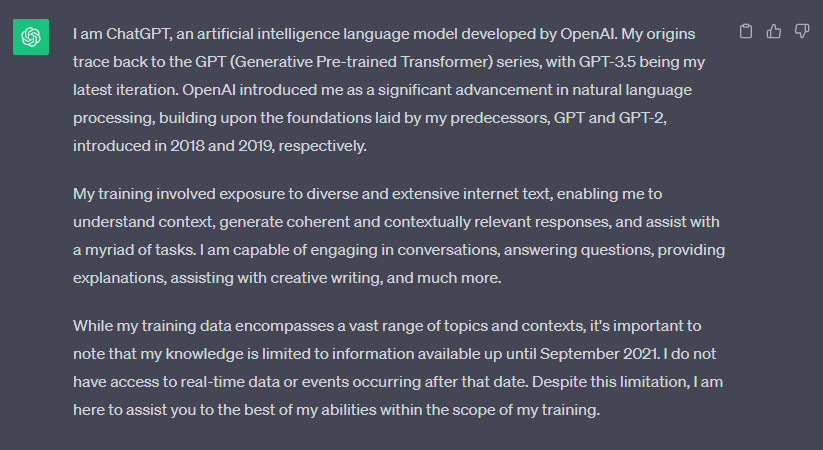 I am ChatGPT, an artificial intelligence language model developed by OpenAI. My origins
trace back to the GPT (Generative Pre-trained Transformer) series, with GPT-3.5 being my
latest iteration. OpenAI introduced me as a significant advancement in natural language
processing, building upon the foundations laid by my predecessors, GPT and GPT-2,
introduced in 2018 and 2019, respectively.
My training involved exposure to diverse and extensive internet text, enabling me to
understand context, generate coherent and contextually relevant responses, and assist with
a myriad of tasks. I am capable of engaging in conversations, answering questions, providing
explanations, assisting with creative writing, and much more.
While my training data encompasses a vast range of topics and contexts, it's important to
note that my knowledge is limited to information available up until September 2021. I do not
have access to real-time data or events occurring after that date. Despite this limitation, I am
here to assist you to the best of my abilities within the scope of my training.